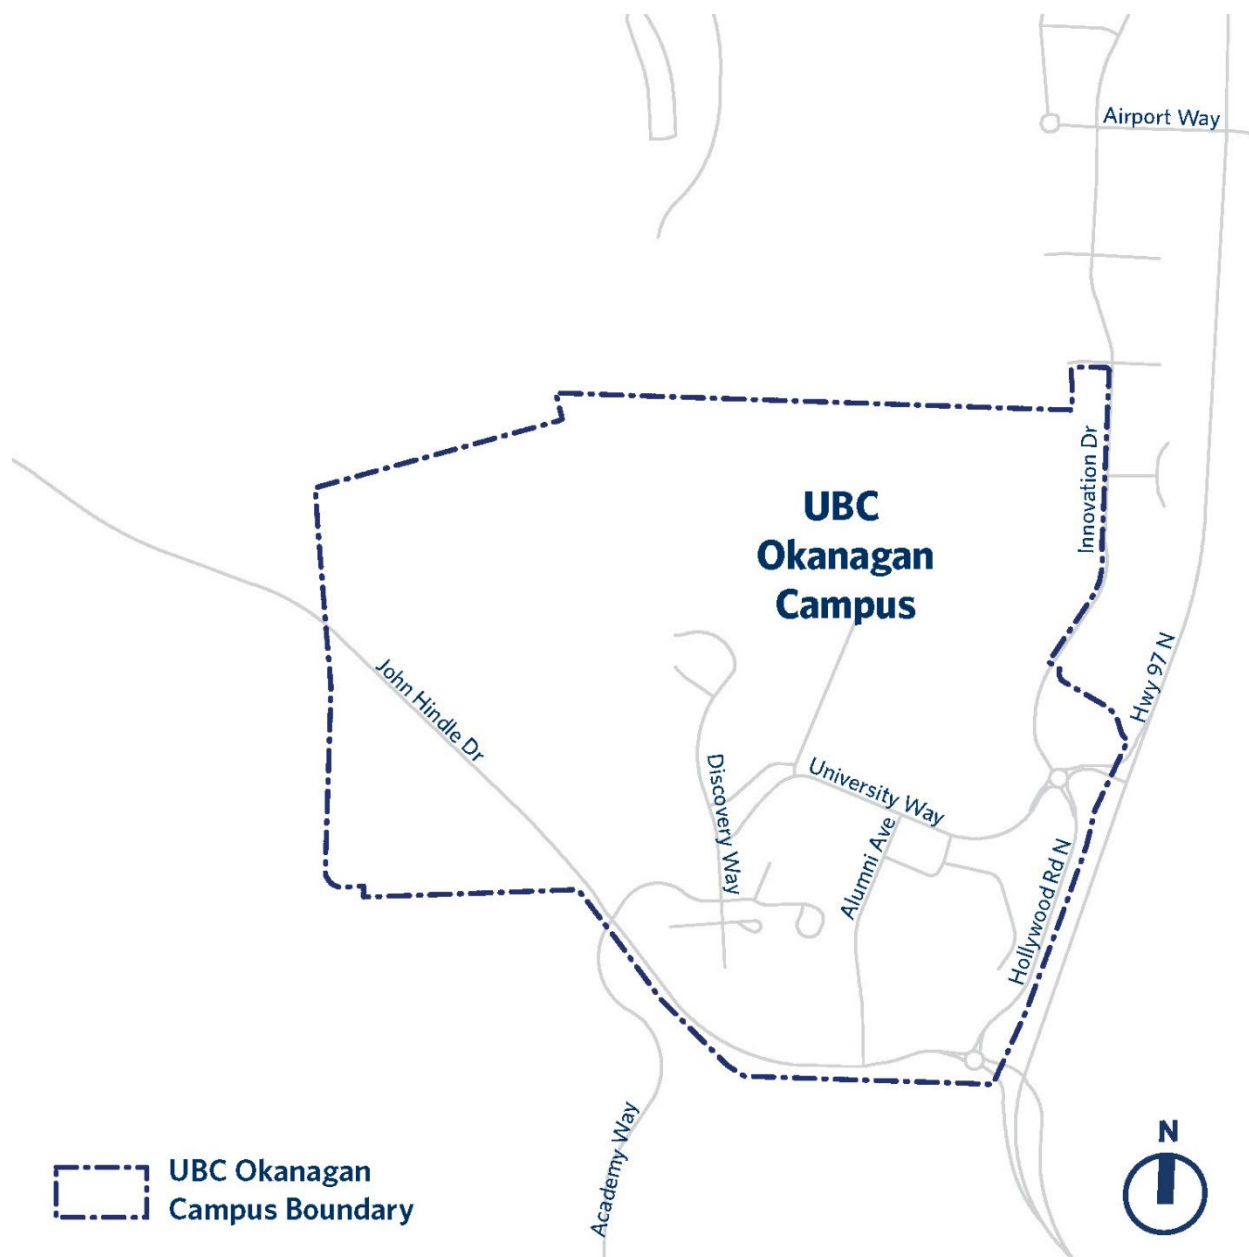 Airport Way
Innovation Dr
UBC
Okanagan
Campus
Hwy 97 N
John Hindle Dr
Discovery Way
University Way
Alumni Ave
Hollywood Rd N
Academy Way
UBC Okanagan
Campus Boundary
N